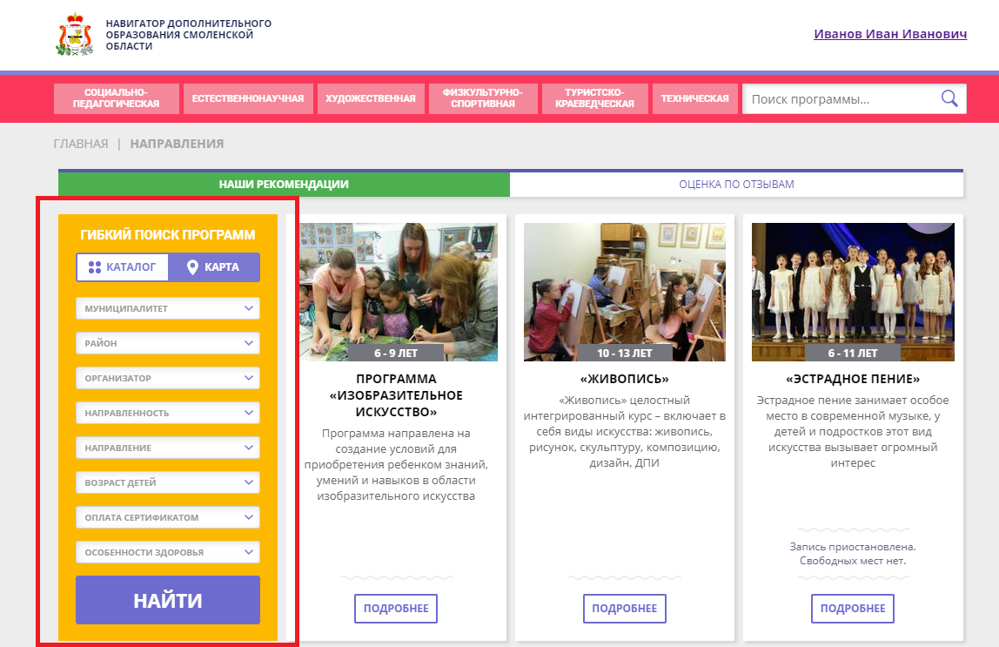 НАВИГАТОР ДОПОЛНИТЕЛЬНОГО
ОБРАЗОВАНИЯ СМОЛЕНСКОЙ
ОБЛАСТИ
Иванов Иван Иванович
СОЦИАЛЬНО-
ПЕДАГОГИЧЕСКАЯ
ЕСТЕСТВЕННОНАУЧНАЯ
ХУДОЖЕСТВЕННАЯ
ФИЗКУЛЬТУРНО-
СПОРТИВНАЯ
ТУРИСТСКО-
КРАЕВЕДЧЕСКАЯ
ТЕХНИЧЕСКАЯ
Поиск программы...
ГЛАВНАЯ | НАПРАВЛЕНИЯ
НАШИ РЕКОМЕНДАЦИИ
ОЦЕНКА ПО ОТЗЫВАМ
ГИБКИЙ ПОИСК ПРОГРАММ
КАТАЛОГ
КАРТА
МУНИЦИПАЛИТЕТ
РАЙОН
ОРГАНИЗАТОР
НАПРАВЛЕННОСТЬ
НАПРАВЛЕНИЕ
ВОЗРАСТ ДЕТЕЙ
ОПЛАТА СЕРТИФИКАТОМ
ОСОБЕННОСТИ ЗДОРОВЬЯ
НАЙТИ
6 - 9 ЛЕТ
ПРОГРАММА
«ИЗОБРАЗИТЕЛЬНОЕ
ИСКУССТВО»
Программа направлена на
создание условий для
приобретения ребенком знаний,
умений и навыков в области
изобразительного искусства
ПОДРОБНЕЕ
10 - 13 ЛЕТ
«ЖИВОПИСЬ»
«Живопись» целостный
интегрированный курс – включает в
себя виды искусства: живопись,
рисунок, скульптуру, композицию,
дизайн, ДПИ
ПОДРОБНЕЕ
6 - 11 ЛЕТ
«ЭСТРАДНОЕ ПЕНИЕ»
Эстрадное пение занимает особое
место в современной музыке, у
детей и подростков этот вид
искусства вызывает огромный
интерес
Запись приостановлена.
Свободных мест нет.
ПОДРОБНЕЕ